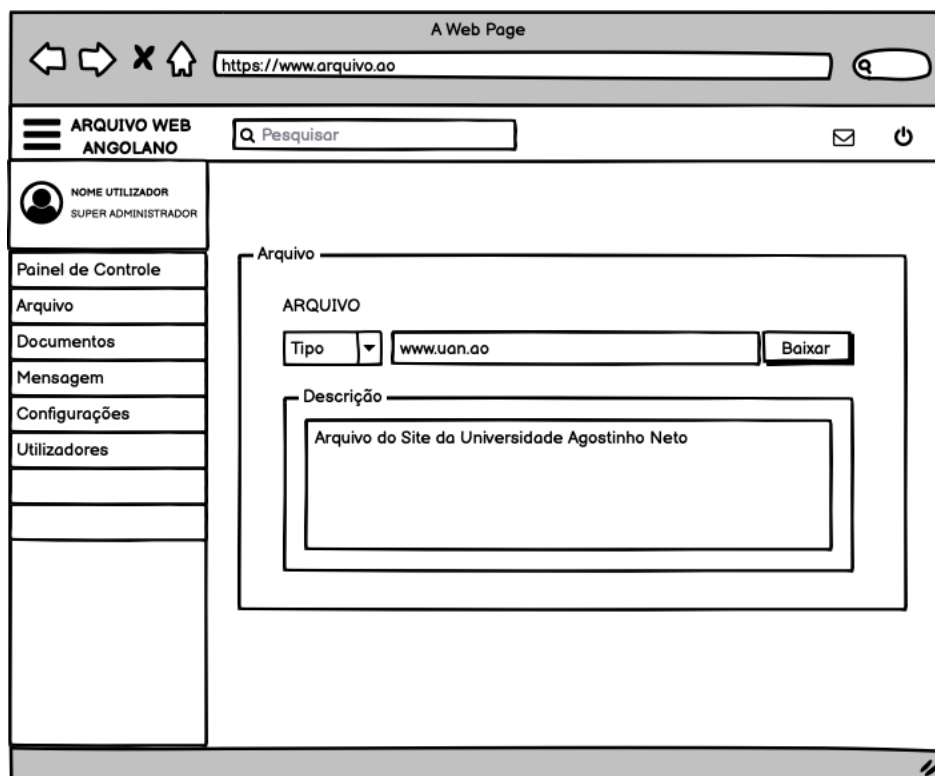 A Web Page
https://www.arquivo.ao
ARQUIVO WEB
ANGOLANO
Pesquisar
NOME UTILIZADOR
SUPER ADMINISTRADOR
Painel de Controle
Arquivo
Documentos
Mensagem
Configurações
Utilizadores
Arquivo
ARQUIVO
Tipo
www.uan.ao
Baixar
Descrição
Arquivo do Site da Universidade Agostinho Neto